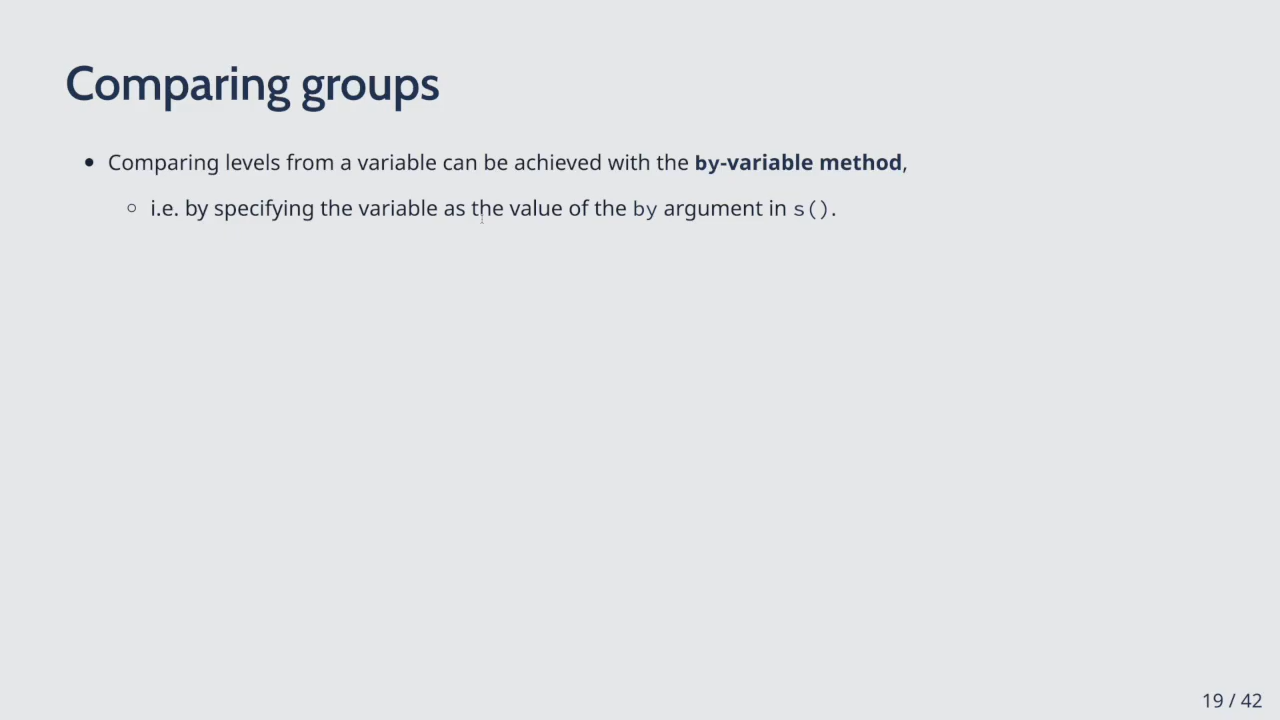 Comparing groups
• Comparing levels from a variable can be achieved with the by-variable method,
○ i.e. by specifying the variable as the value of the by argument in s().
19 / 42